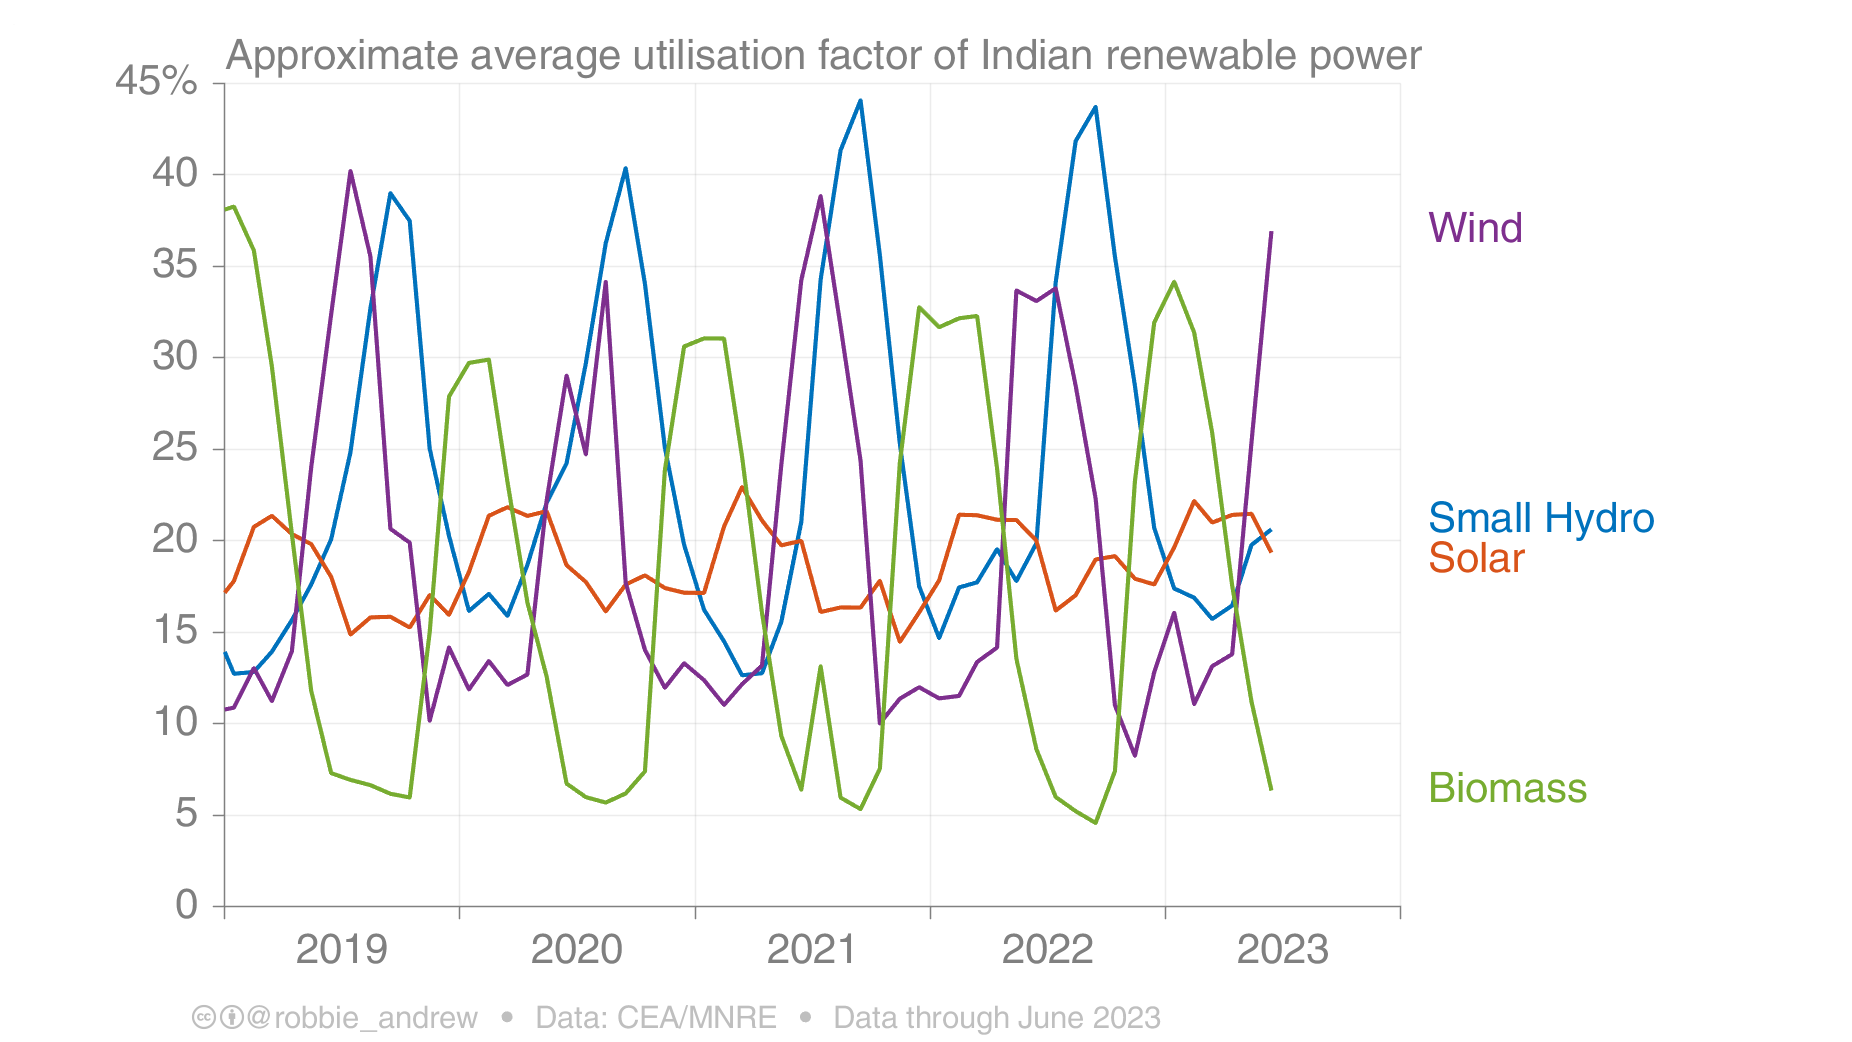 Approximate average utilisation factor of Indian renewable power
45%
40
35
30
25
20
15
10
5
0
Wind
Small Hydro
Solar
Biomass
2019 2020 2021 2022 2023
cc @robbie_andrew • Data: CEA/MNRE • Data through June 2023